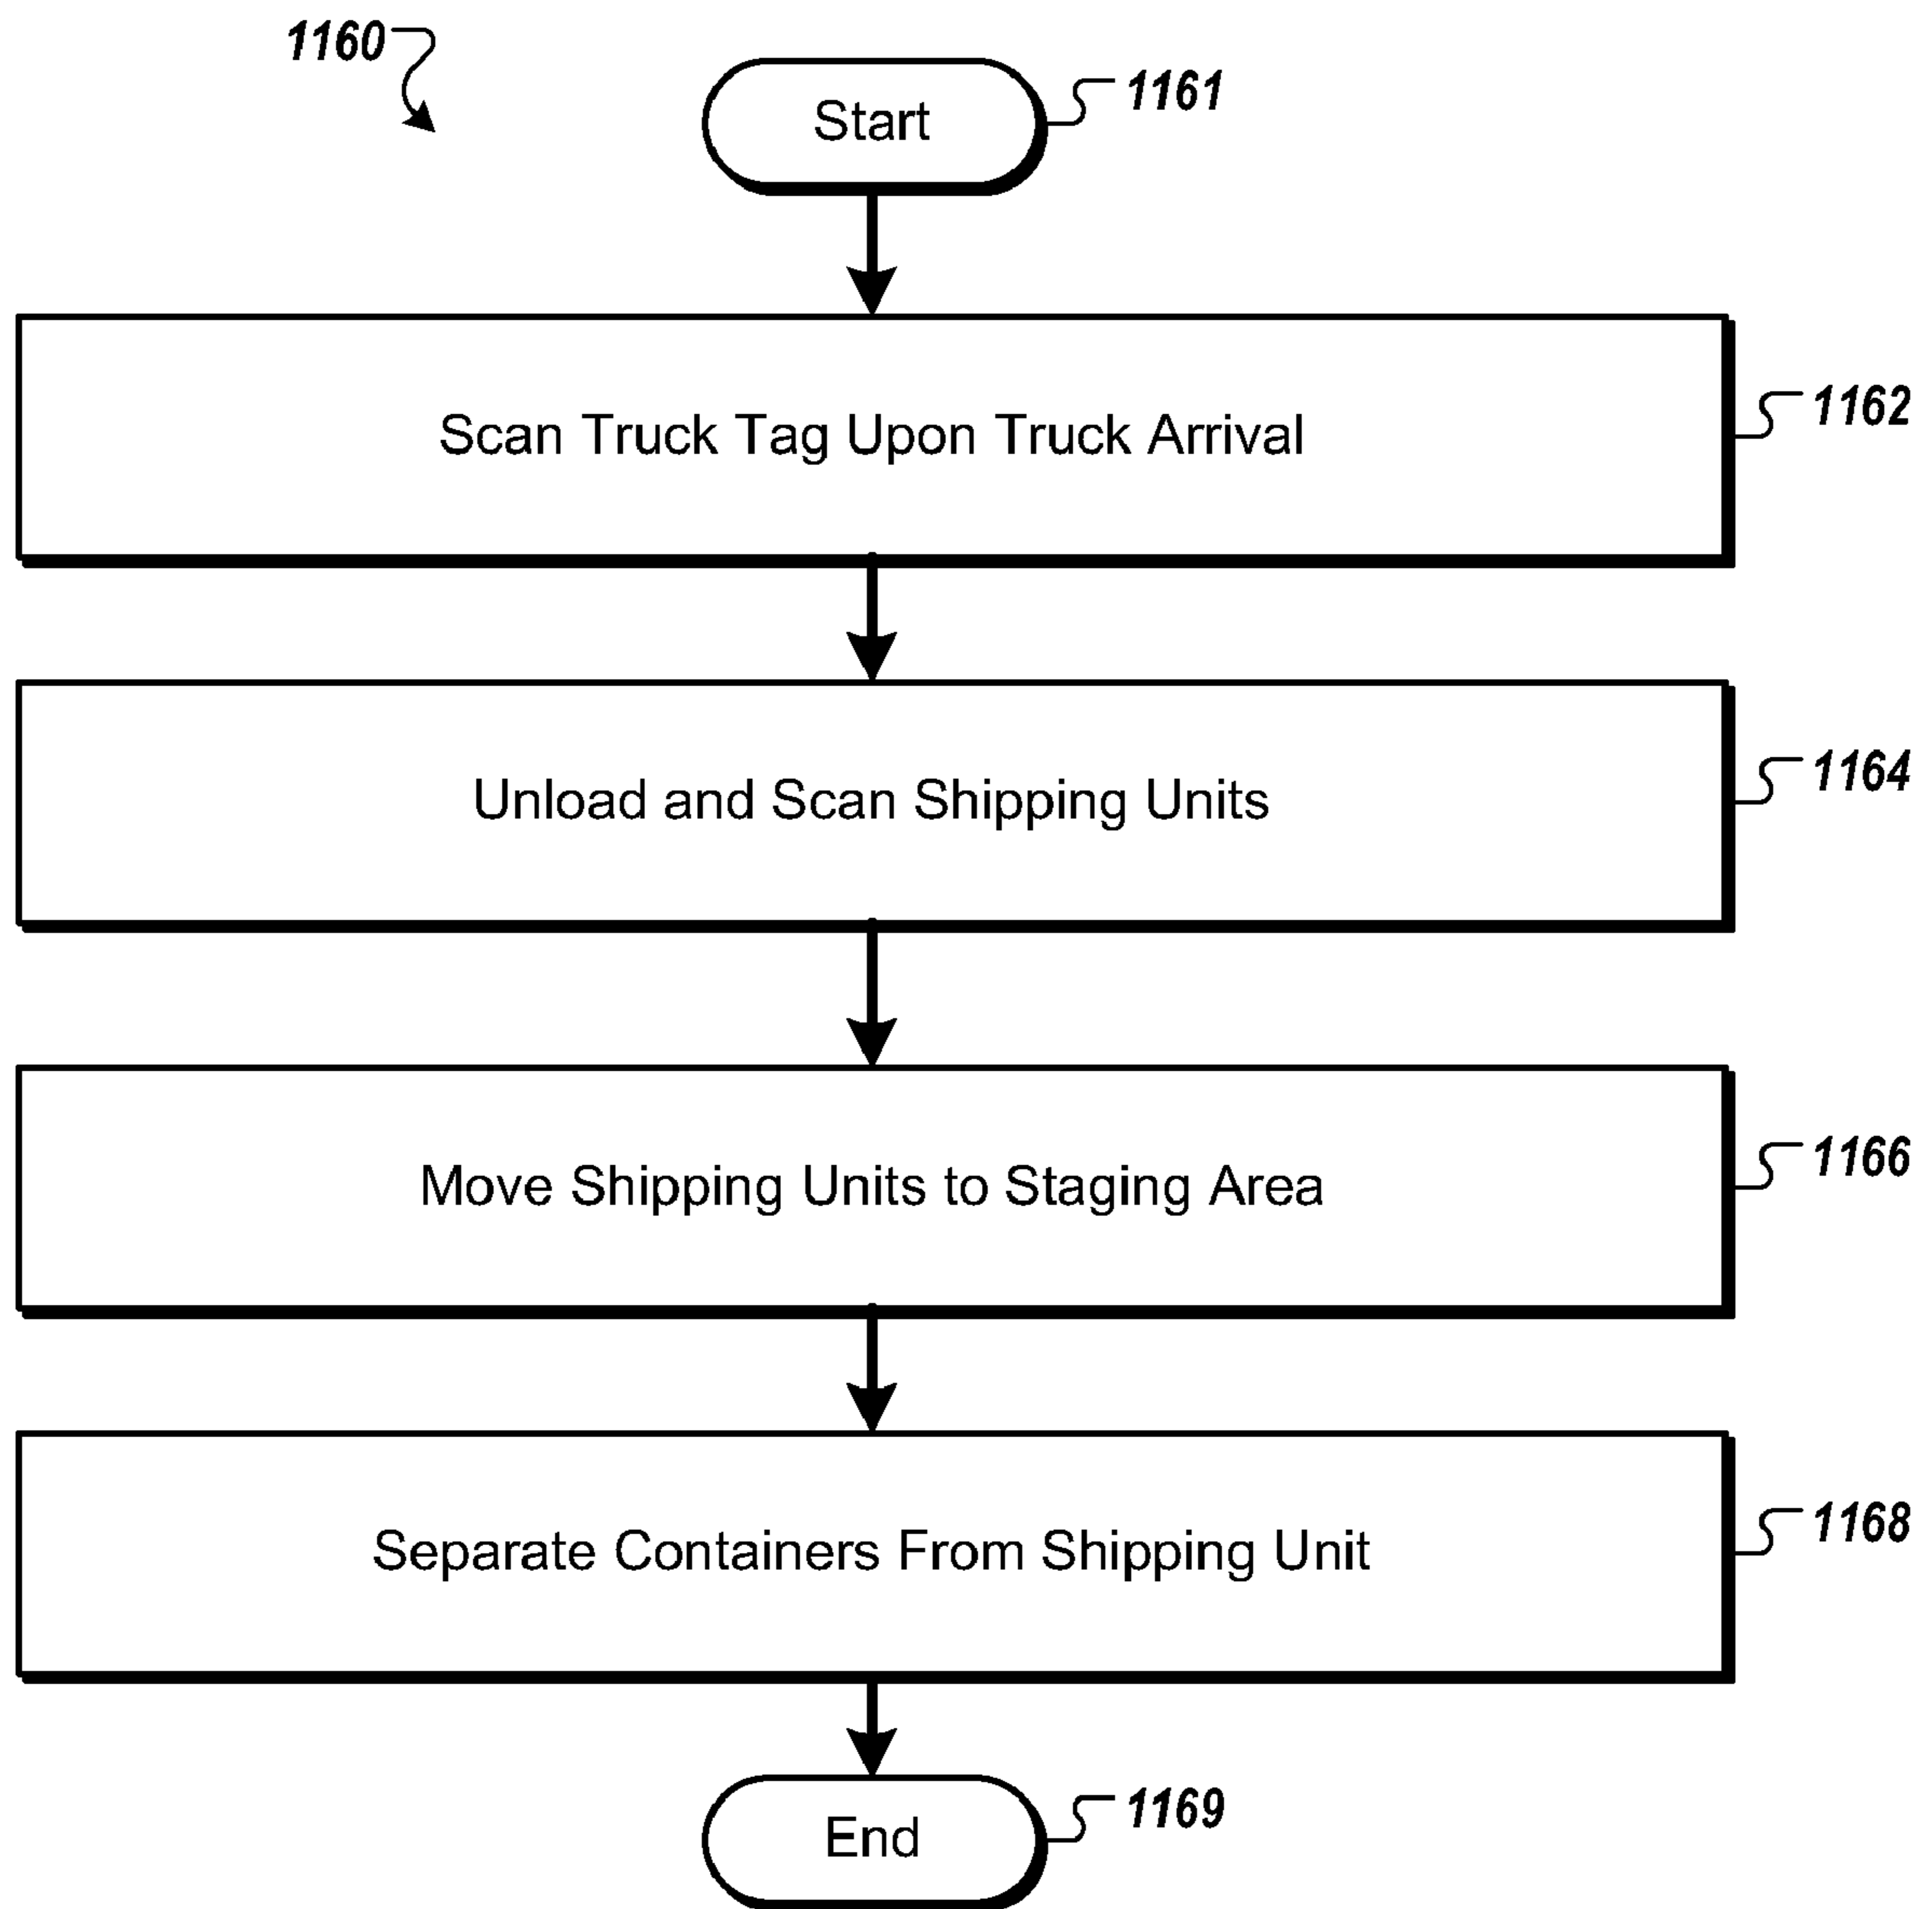 1160
Start
1161
Scan Truck Tag Upon Truck Arrival
1162
Unload and Scan Shipping Units
1164
Move Shipping Units to Staging Area
1166
Separate Containers From Shipping Unit
1168
End
1169